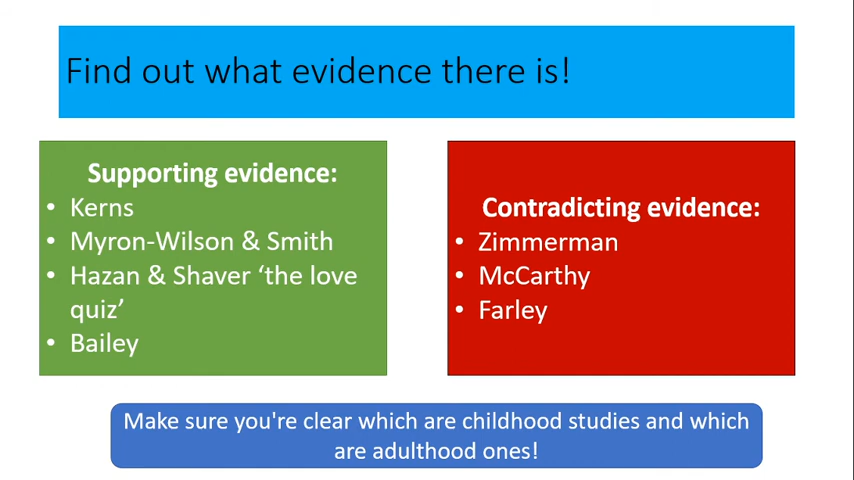 Find out what evidence there is!
Supporting evidence:
• Kerns
• Myron-Wilson & Smith
• Hazan & Shaver ‘the love
quiz’
• Bailey
Contradicting evidence:
• Zimmerman
• McCarthy
• Farley
Make sure you're clear which are childhood studies and which
are adulthood ones!